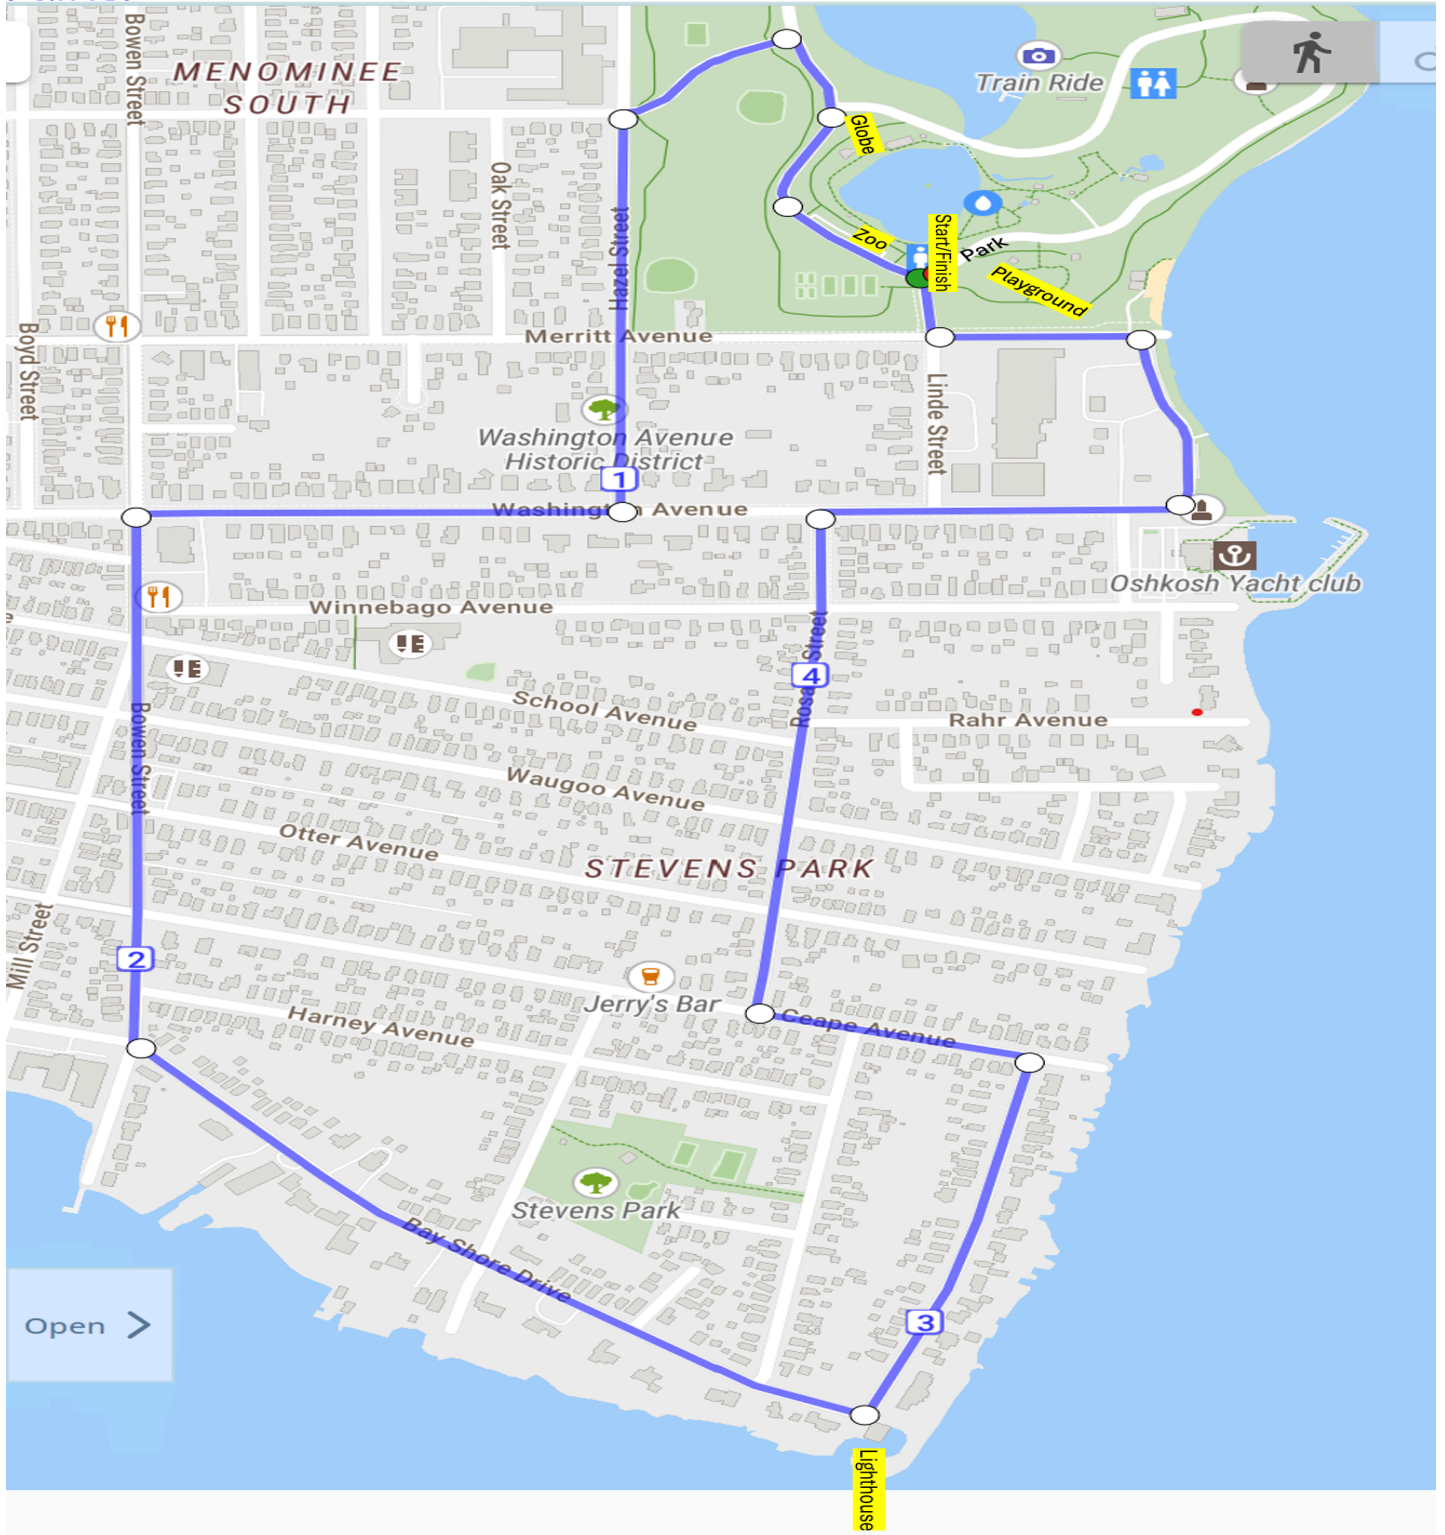 Bowen Street
MENOMINEE
SOUTH
Train Ride
Globe
Oak Street
Hazel Street
Zoo
Start/Finish
Park
Playground
Merritt Avenue
Boyd Street
Linde Street
Washington Avenue
Historic District
1
Washington Avenue
Oshkosh Yacht club
Winnebago Avenue
Street
4
School Avenue
Rahr Avenue
Bowen Street
Waugoo Avenue
Otter Avenue
STEVENS PARK
Mill Street
2
Jerry's Bar
Harney Avenue
Ceape Avenue
Stevens Park
Bay Shore Drive
Open
3
Lighthouse